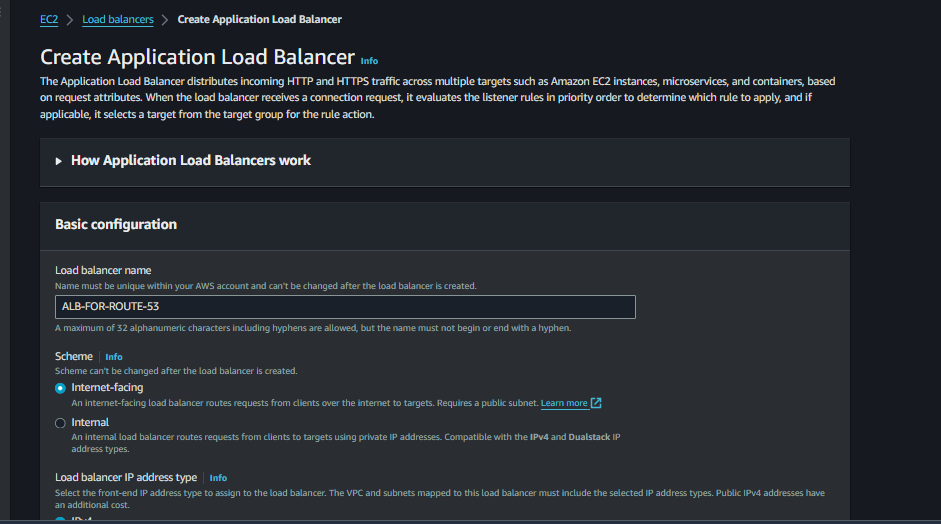 EC2 > Load balancers > Create Application Load Balancer
Create Application Load Balancer Info
The Application Load Balancer distributes incoming HTTP and HTTPS traffic across multiple targets such as Amazon EC2 instances, microservices, and containers, based
on request attributes. When the load balancer receives a connection request, it evaluates the listener rules in priority order to determine which rule to apply, and if
applicable, it selects a target from the target group for the rule action.
How Application Load Balancers work
Basic configuration
Load balancer name
Name must be unique within your AWS account and can't be changed after the load balancer is created.
ALB-FOR-ROUTE-53
A maximum of 32 alphanumeric characters including hyphens are allowed, but the name must not begin or end with a hyphen.
Scheme Info
Scheme can't be changed after the load balancer is created.
Internet-facing
An internet-facing load balancer routes requests from clients over the internet to targets. Requires a public subnet. Learn more
Internal
An internal load balancer routes requests from clients to targets using private IP addresses. Compatible with the IPv4 and Dualstack IP
address types.
Load balancer IP address type Info
Select the front-end IP address type to assign to the load balancer. The VPC and subnets mapped to this load balancer must include the selected IP address types. Public IPv4 addresses have
an additional cost.
IPv4